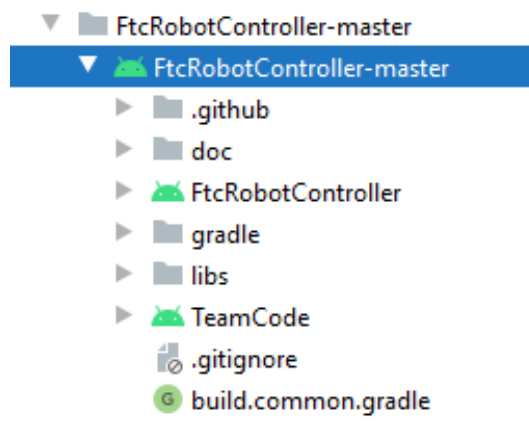 FtcRobotController-master
FtcRobotController-master
.github
doc
FtcRobotController
gradle
libs
TeamCode
.gitignore
G build.common.gradle